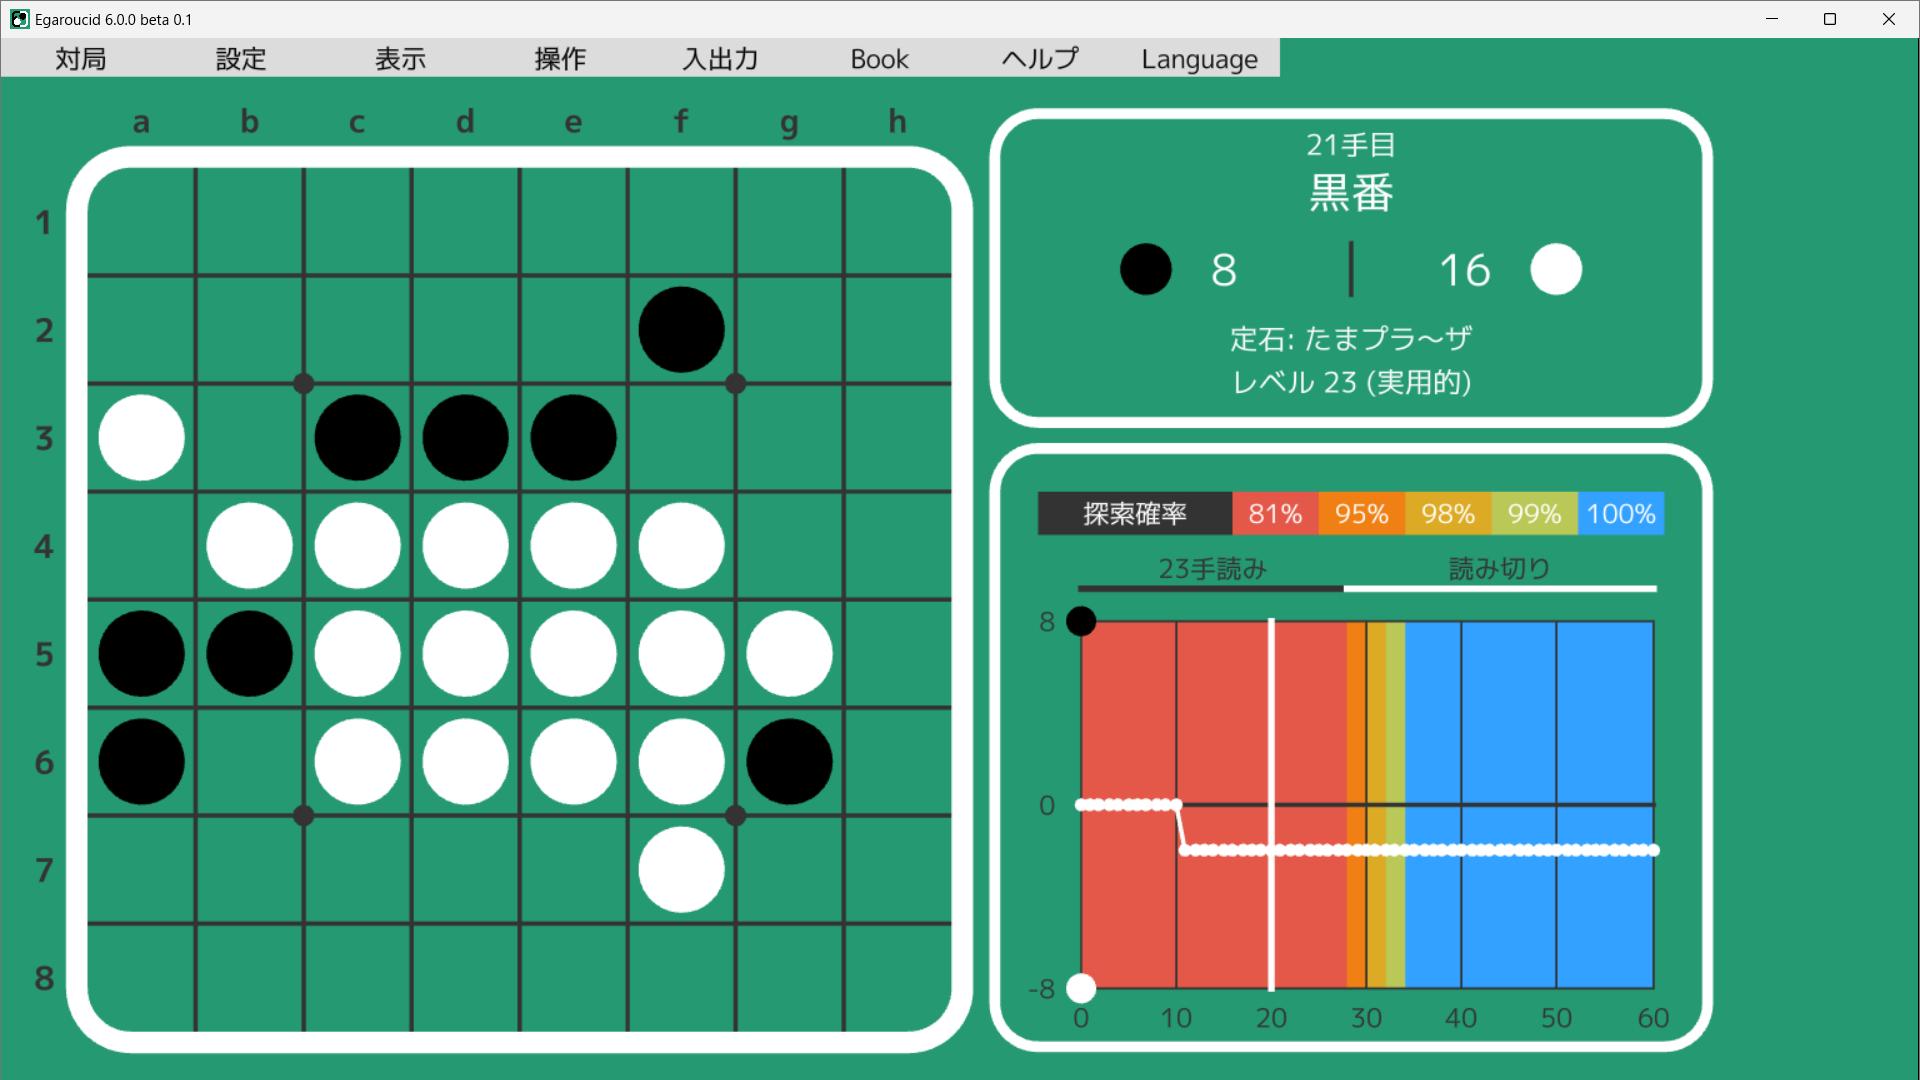 Egaroucid 6.0.0 beta 0.1
対局 設定 表示 操作 入出力 Book ヘルプ Language
a b c d e f g h
1
2
3
4
5
6
7
8
21手目
黒番
8 16
定石: たまプラ〜ザ
レベル 23 (実用的)
探索確率 81% 95% 98% 99% 100%
23手読み 読み切り
8
0
-8
0 10 20 30 40 50 60